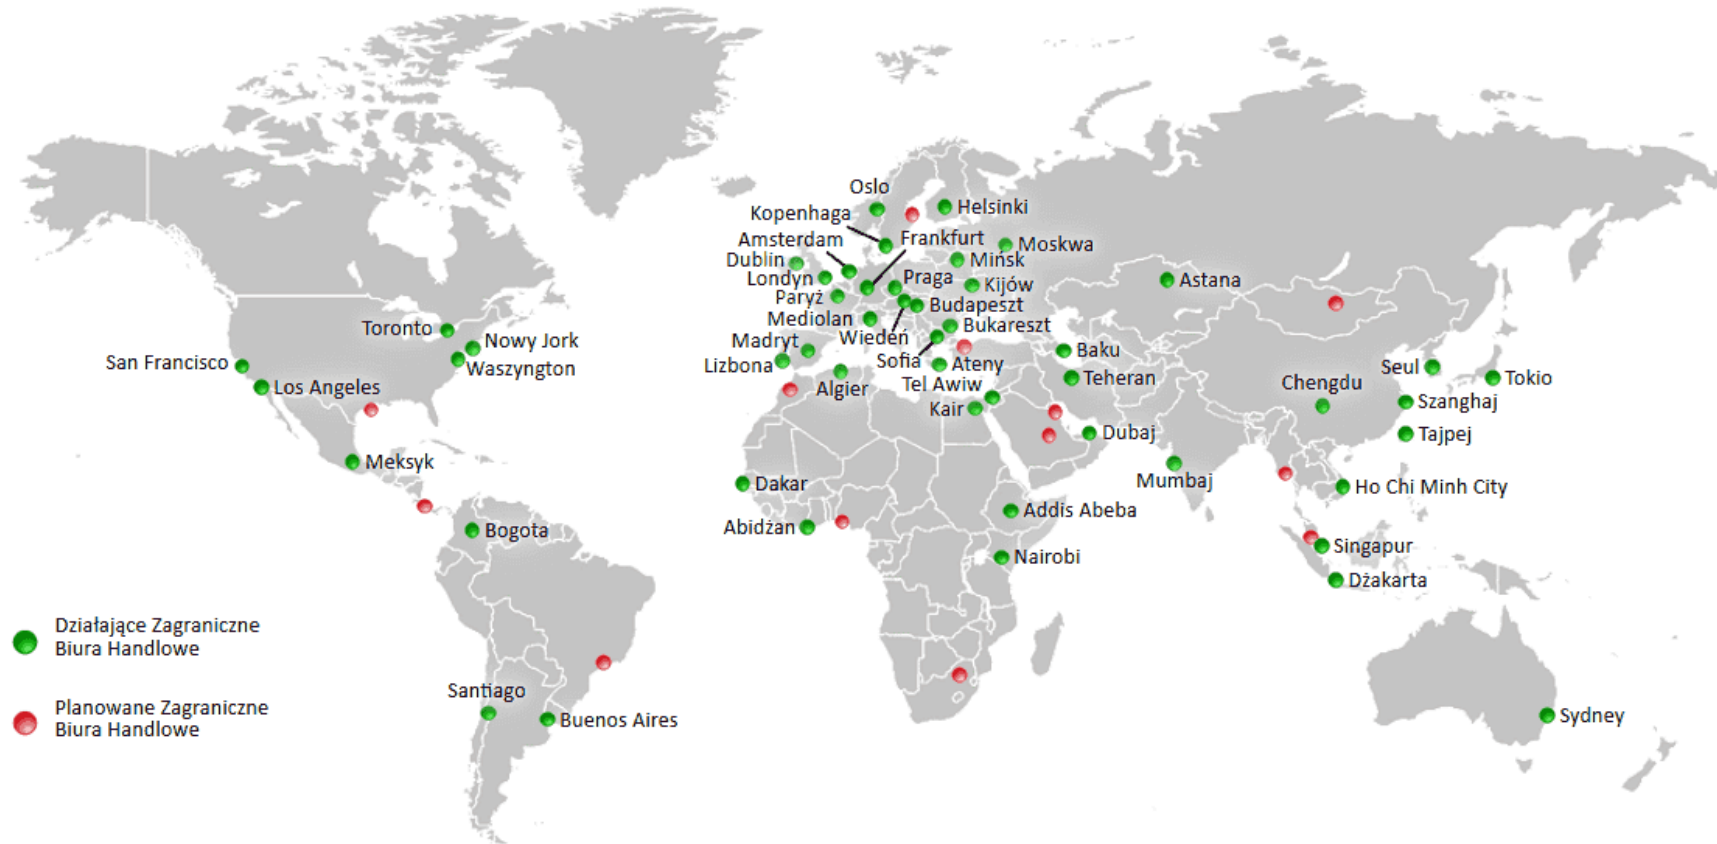 Oslo
Helsinki
Kopenhaga
Frankfurt
Amsterdam
Moskwa
Dublin
Mińsk
Londyn
Praga
Kijów
Astana
Paryż
Budapeszt
Mediolan
Bukareszt
Wiedeń
Toronto
Nowy Jork
Madryt
Sofia
Ateny
Baku
San Francisco
Waszyngton
Lizbona
Seul
Tokio
Los Angeles
Algier
Tel Awiw
Teheran
Chengdu
Kair
Szanghaj
Dubaj
Tajpej
Meksyk
Dakar
Mumbaj
Ho Chi Minh City
Addis Abeba
Abidżan
Bogota
Nairobi
Singapur
Dżakarta
Działające Zagraniczne
Biura Handlowe
Santiago
Planowane Zagraniczne
Biura Handlowe
Buenos Aires
Sydney